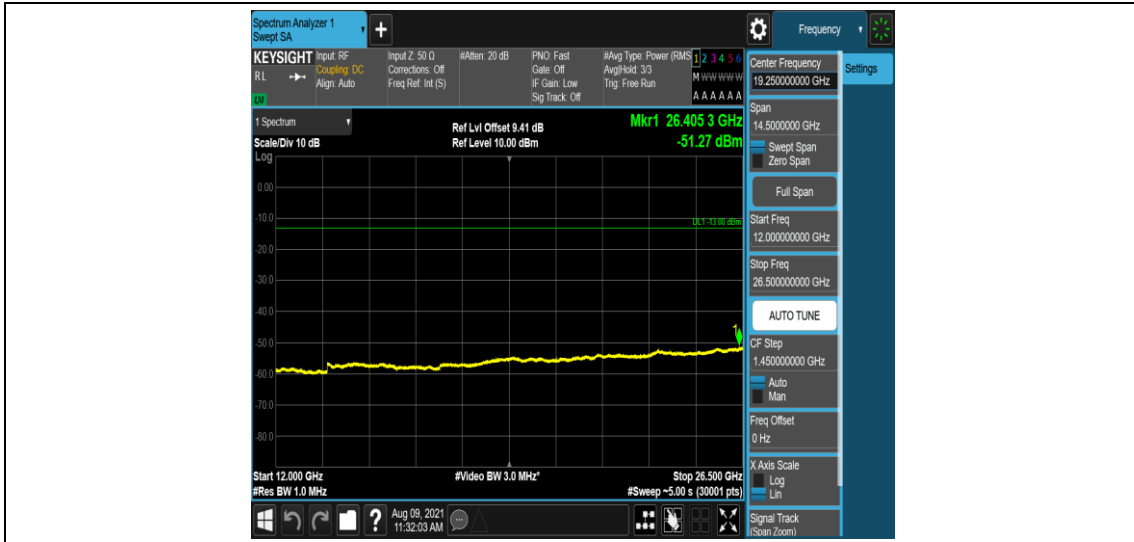 Spectrum Analyzer 1
Swept SA
+
Frequency
KEYSIGHT
RL
LXI
Input: RF
Coupling: DC
Align: Auto
Input Z: 50 Ω
Corrections: Off
Freq Ref: Int (S)
#Atten: 20 dB
PNO: Fast
Gate: Off
IF Gain: Low
Sig Track: Off
#Avg Type: Power (RMS
Avg|Hold: 3/3
Trig: Free Run
1 2 3 4 5 6
M W W W W W
A A A A A A
1 Spectrum
Scale/Div 10 dB
Log
Ref Lvl Offset 9.41 dB
Ref Level 10.00 dBm
Mkr1 26.405 3 GHz
-51.27 dBm
0.00
-10.0
DL1 -13.00 dBm
-20.0
-30.0
-40.0
1
-50.0
-60.0
-70.0
-80.0
Start 12.000 GHz
#Res BW 1.0 MHz
#Video BW 3.0 MHz*
Stop 26.500 GHz
#Sweep ~5.00 s (30001 pts)
?
Aug 09, 2021
11:32:03 AM
Center Frequency
19.250000000 GHz
Settings
Span
14.5000000 GHz
Swept Span
Zero Span
Full Span
Start Freq
12.000000000 GHz
Stop Freq
26.500000000 GHz
AUTO TUNE
CF Step
1.450000000 GHz
Auto
Man
Freq Offset
0 Hz
X Axis Scale
Log
Lin
Signal Track
(Span Zoom)